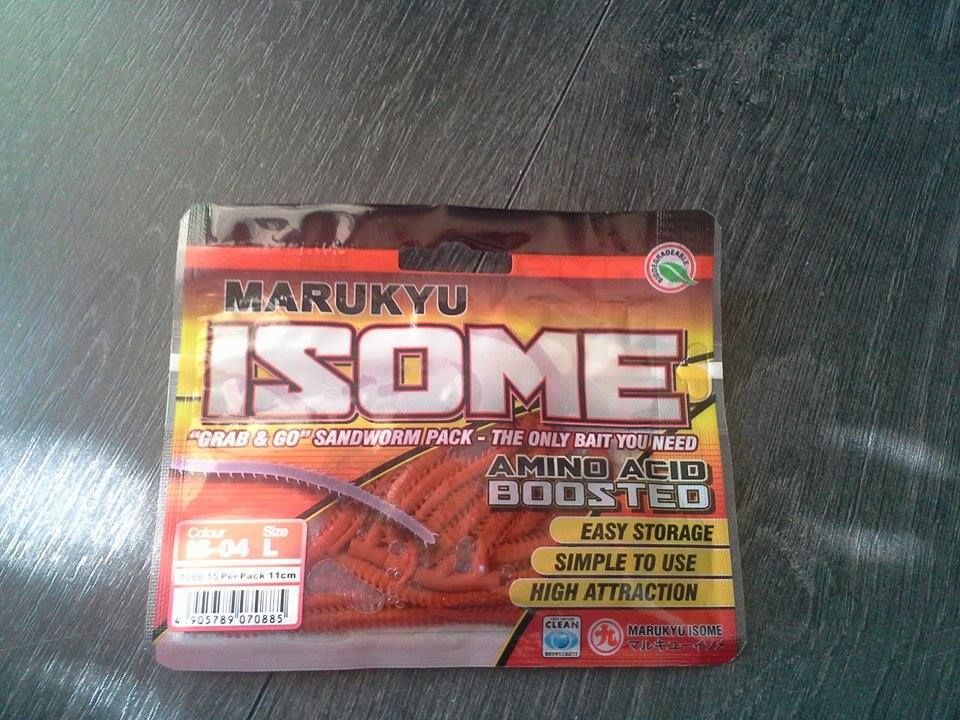 BIODEGRADEABLE
MARUKYU
ISOME
"GRAB & GO" SANDWORM PACK - THE ONLY BAIT YOU NEED
AMINO ACID
BOOSTED
EASY STORAGE
SIMPLE TO USE
HIGH ATTRACTION
Colour Size
IS-04 L
15 Per Pack 11cm
4 905789 070885
CLEAN
九
MARUKYU ISOME
マルキユーイソメ